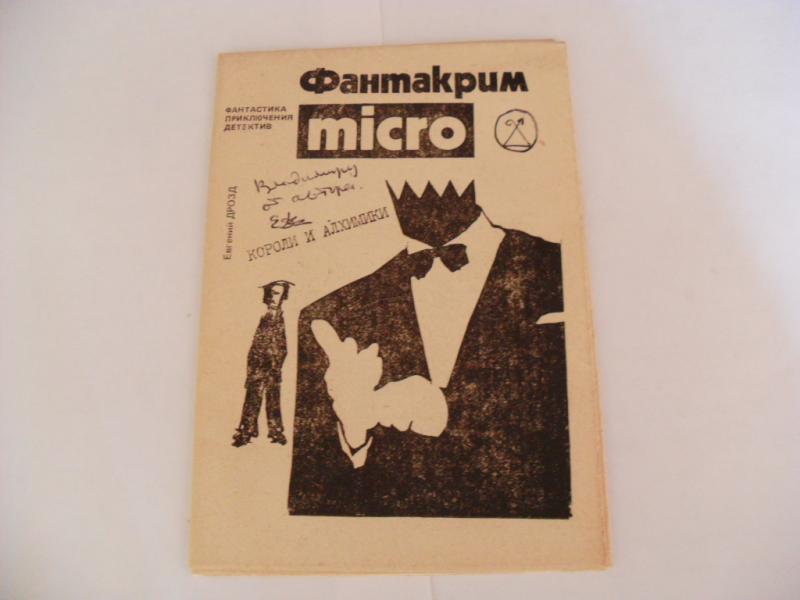 Фантакрим
micro
ФАНТАСТИКА
ПРИКЛЮЧЕНИЯ
ДЕТЕКТИВ
Евгений ДРОЗД
Владимиру
от автора.
КОРОЛИ И АЛХИМИКИ